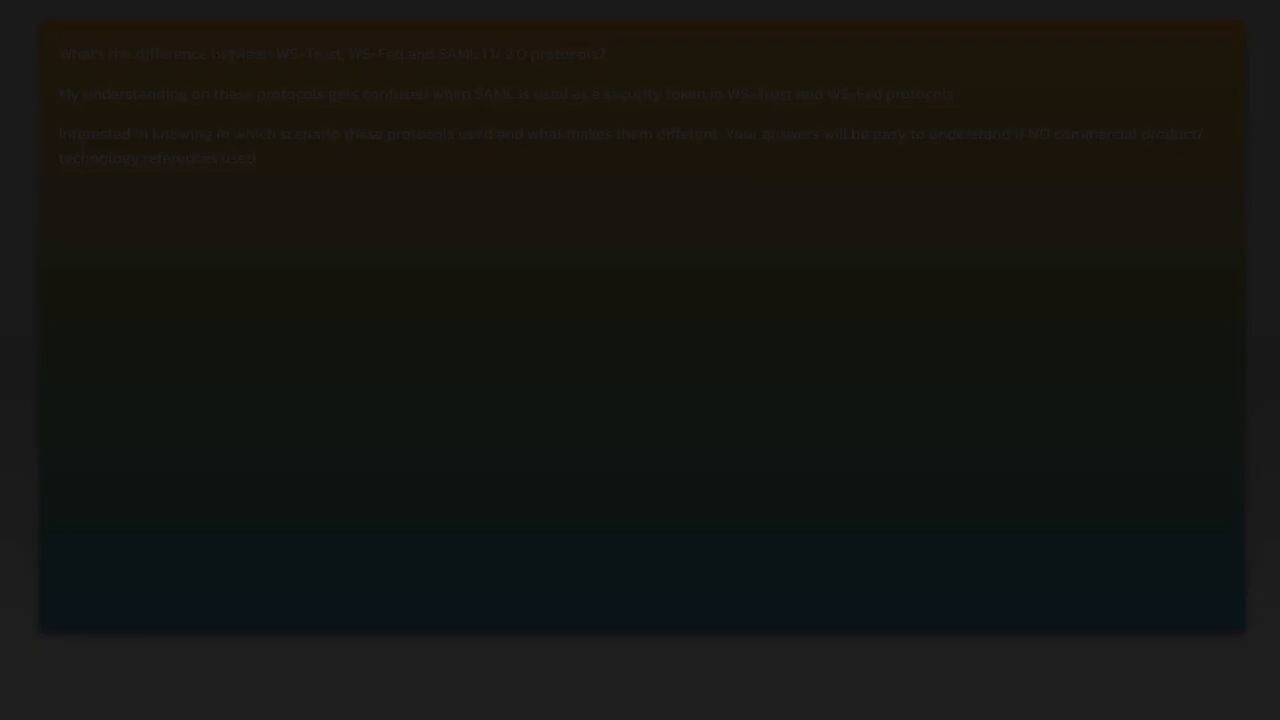 What's the difference between WS-Trust, WS-Fed and SAML 1.1/ 2.0 protocols?
My understanding on these protocols gets confused when SAML is used as a security token in WS-Trust and WS-Fed protocols.
Interested in knowing in which scenario these protocols used and what makes them different. Your answers will be easy to understand if NO commercial product/
technology references used.